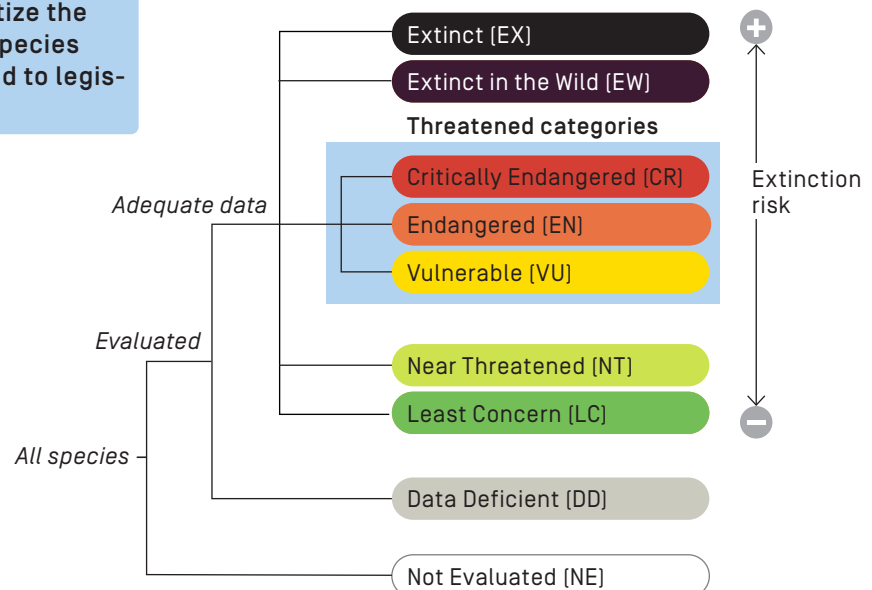 tize the
pecies
d to legis-
Extinct (EX)
Extinct in the Wild (EW)
Threatened categories
Critically Endangered (CR)
Adequate data
Endangered (EN)
Vulnerable (VU)
Extinction
risk
Evaluated
Near Threatened (NT)
Least Concern (LC)
All species
Data Deficient (DD)
Not Evaluated (NE)